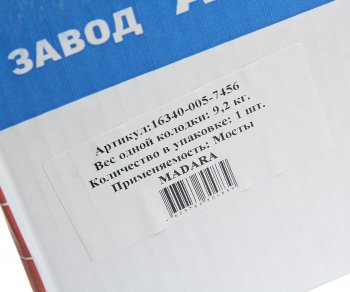 ЗАВОД
Артикул:16340-005-7456
Вес одной колодки: 9,2 кг.
Количество в упаковке: 1 шт.
Применяемость: Мосты
MADARA